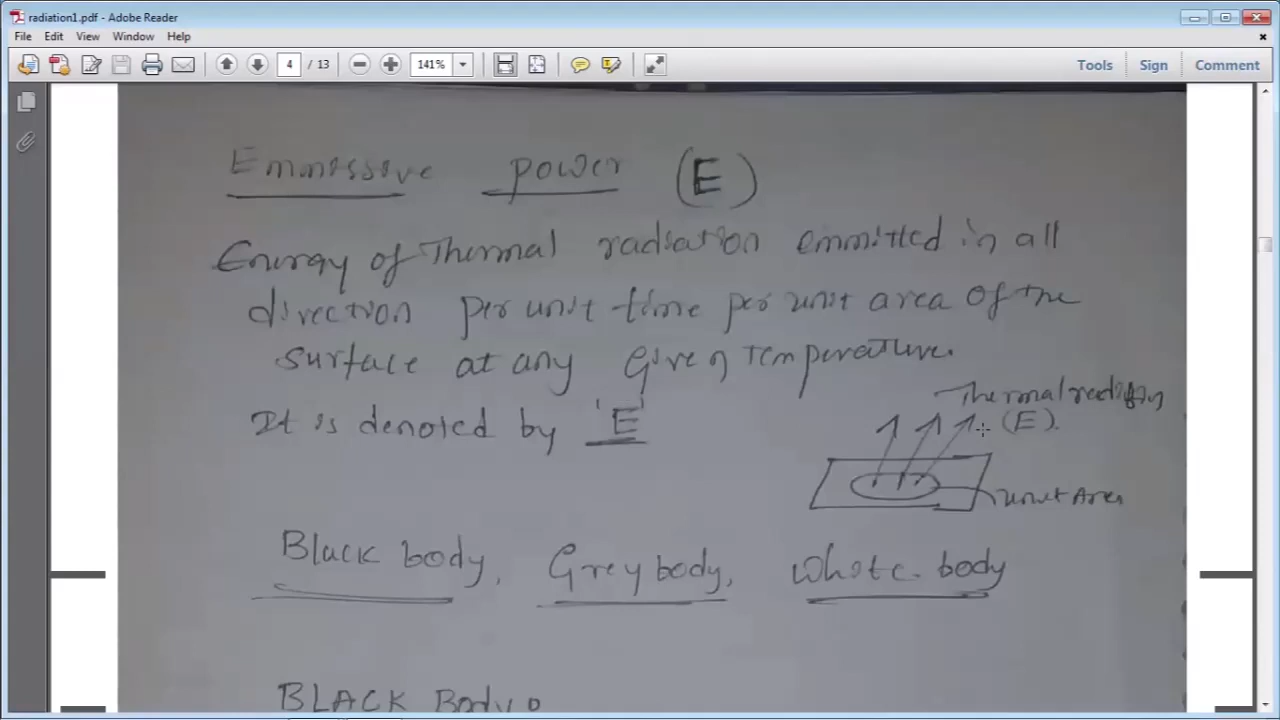 radiation1.pdf - Adobe Reader
File Edit View Window Help
4 / 13 141% Tools Sign Comment
Emmissive power (E)
Energy of Thermal radiation emmitted in all
direction per unit time per unit area of the
surface at any given temperature.
It is denoted by 'E'
Thermal radiation
(E).
unit Area
Black body, Grey body, White body
BLACK Body